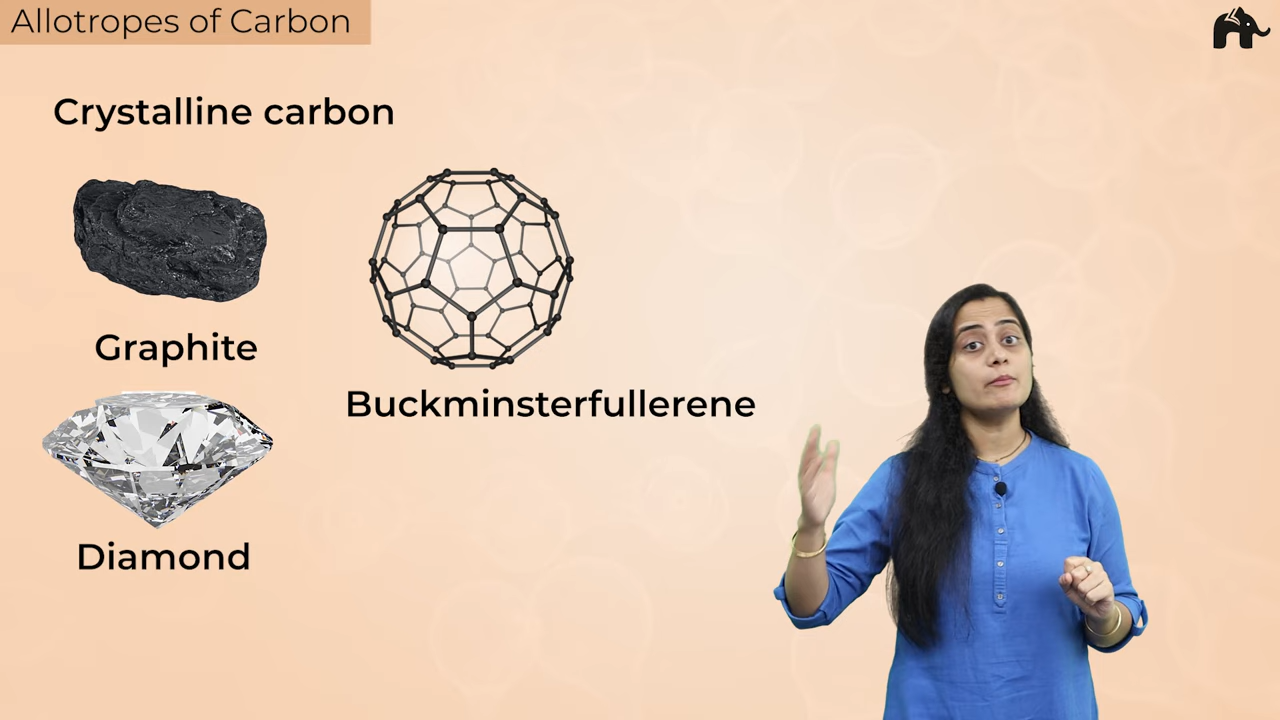 Allotropes of Carbon
Crystalline carbon
Graphite
Buckminsterfullerene
Diamond